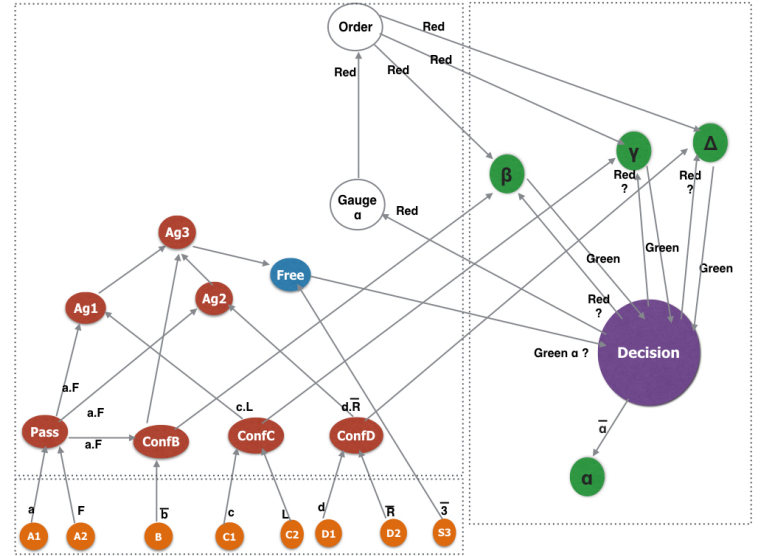 Order
Red
Red
Red
Red
γ
Δ
β
Red
?
Red
?
Gauge
α
Red
Ag3
Green
Green
Green
Free
Ag1
Ag2
Red
?
Green α ?
Decision
a.F
a.F
c.L
d.R̅
α̅
Pass
a.F
ConfB
ConfC
ConfD
α
a
F
b̅
c
L
d
R̅
3̅
A1
A2
B
C1
C2
D1
D2
S3